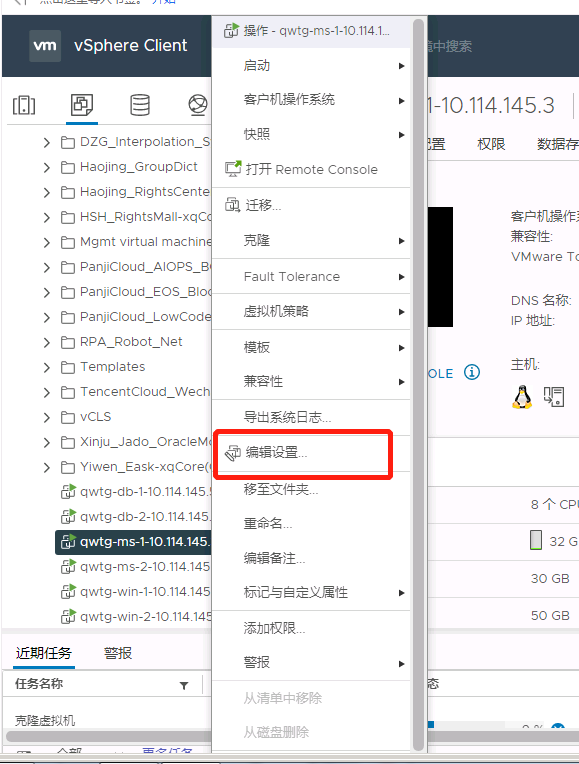 vm vSphere Client
操作 - qwtg-ms-1-10.114.1...
启动
客户机操作系统
快照
打开 Remote Console
迁移...
克隆
Fault Tolerance
虚拟机策略
模板
兼容性
导出系统日志...
编辑设置...
移至文件夹...
重命名...
编辑备注...
标记与自定义属性
添加权限...
警报
从清单中移除
从磁盘删除
中搜索
DZG_Interpolation_S
Haojing_GroupDict
Haojing_RightsCente
HSH_RightsMall-xqCo
Mgmt virtual machine
PanjiCloud_AIOPS_B
PanjiCloud_EOS_Bloc
PanjiCloud_LowCode
RPA_Robot_Net
Templates
TencentCloud_Wech
vCLS
Xinju_Jado_OracleMo
Yiwen_Eask-xqCore(
qwtg-db-1-10.114.145.
qwtg-db-2-10.114.145.
qwtg-ms-1-10.114.145.
qwtg-ms-2-10.114.145
qwtg-win-1-10.114.145
qwtg-win-2-10.114.145
1-10.114.145.3
置 权限 数据存
客户机操作系
兼容性:
VMware To
DNS 名称:
IP 地址:
OLE
主机:
8 个 CPU
32 G
30 GB
50 GB
近期任务 警报
任务名称 态
克隆虚拟机
全部 更多任务